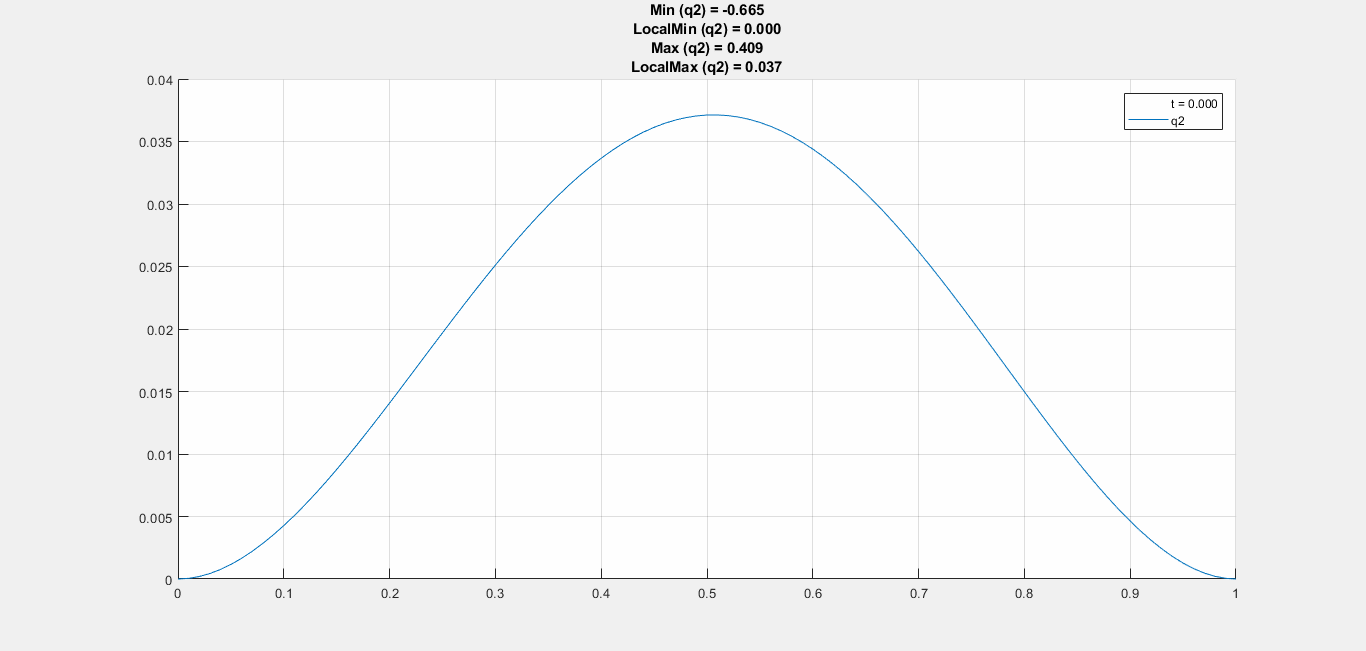 Min (q2) = -0.665
LocalMin (q2) = 0.000
Max (q2) = 0.409
LocalMax (q2) = 0.037
0.04
t = 0.000
q2
0.035
0.03
0.025
0.02
0.015
0.01
0.005
0
0 0.1 0.2 0.3 0.4 0.5 0.6 0.7 0.8 0.9 1